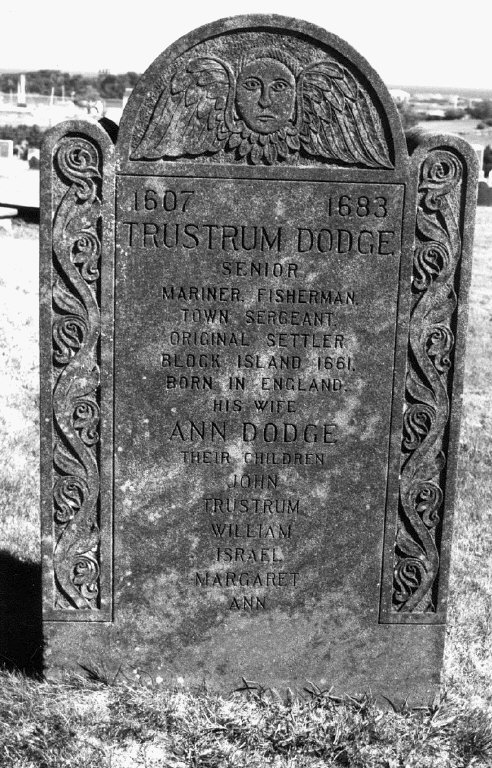 1607 1683
TRUSTRUM DODGE
SENIOR
MARINER. FISHERMAN.
TOWN SERGEANT.
ORIGINAL SETTLER
BLOCK ISLAND 1661.
BORN IN ENGLAND.
HIS WIFE
ANN DODGE
THEIR CHILDREN
JOHN
TRUSTRUM
WILLIAM
ISRAEL
MARGARET
ANN